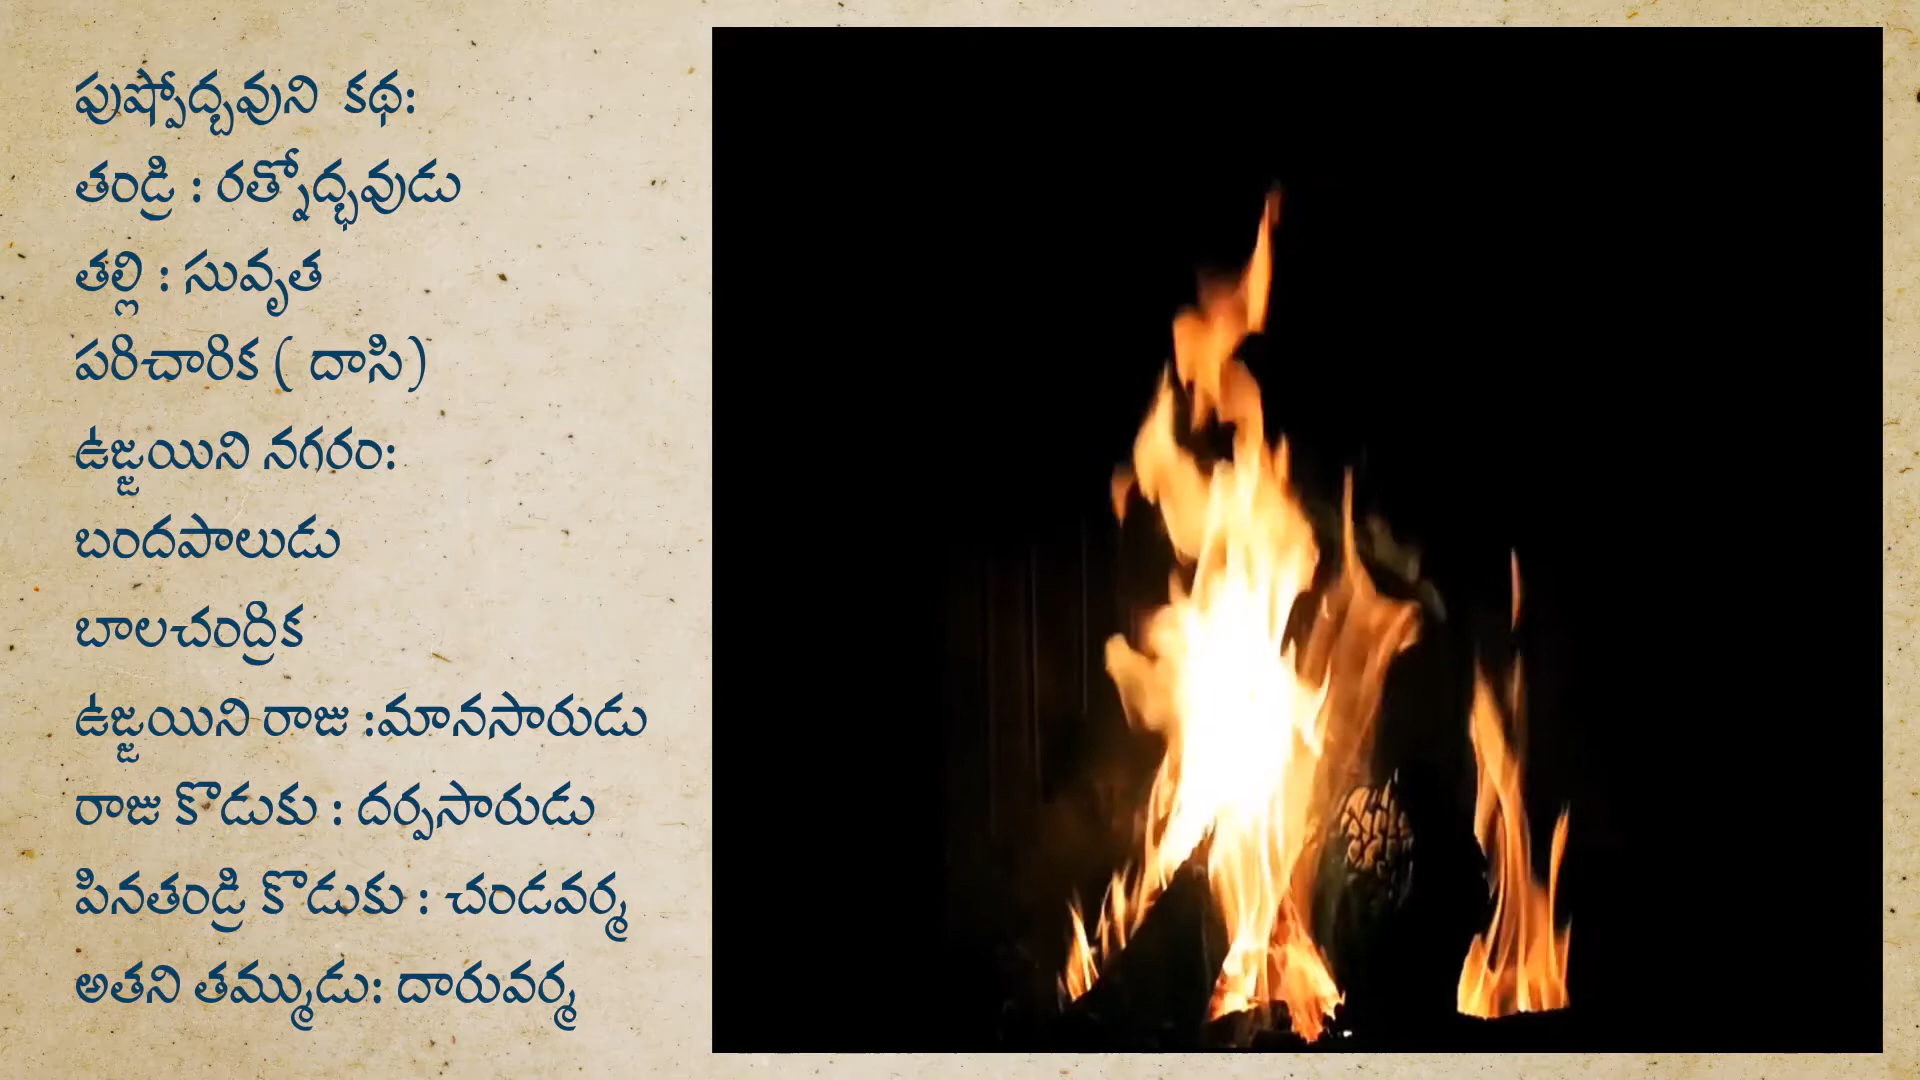 పుష్పోద్బవుని కథ:
తండ్రి : రత్నోద్భవుడు
తల్లి : సువృత
పరిచారిక ( దాసి)
ఉజ్జయిని నగరం:
బందపాలుడు
బాలచంద్రిక
ఉజ్జయిని రాజు :మానసారుడు
రాజు కొడుకు : దర్పసారుడు
పినతండ్రి కొడుకు : చండవర్మ
అతని తమ్ముడు: దారువర్మ